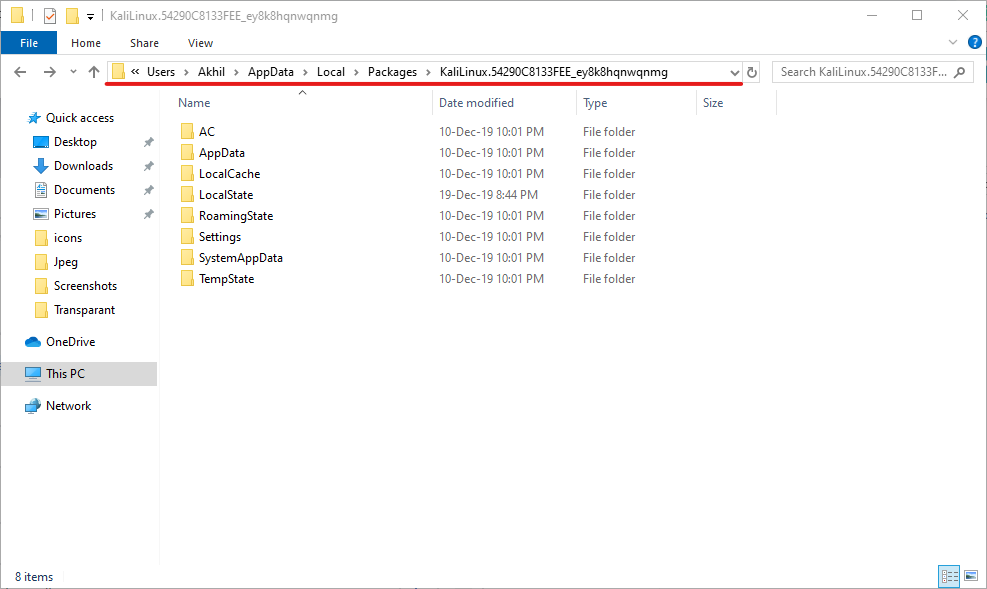 KaliLinux.54290C8133FEE_ey8k8hqnwqnmg
File Home Share View
« Users > Akhil > AppData > Local > Packages > KaliLinux.54290C8133FEE_ey8k8hqnwqnmg Search KaliLinux.54290C8133F...
Name Date modified Type Size
Quick access
Desktop
Downloads
Documents
Pictures
icons
Jpeg
Screenshots
Transparant
OneDrive
This PC
Network
AC 10-Dec-19 10:01 PM File folder
AppData 10-Dec-19 10:01 PM File folder
LocalCache 10-Dec-19 10:01 PM File folder
LocalState 19-Dec-19 8:44 PM File folder
RoamingState 10-Dec-19 10:01 PM File folder
Settings 10-Dec-19 10:01 PM File folder
SystemAppData 10-Dec-19 10:01 PM File folder
TempState 10-Dec-19 10:01 PM File folder
8 items